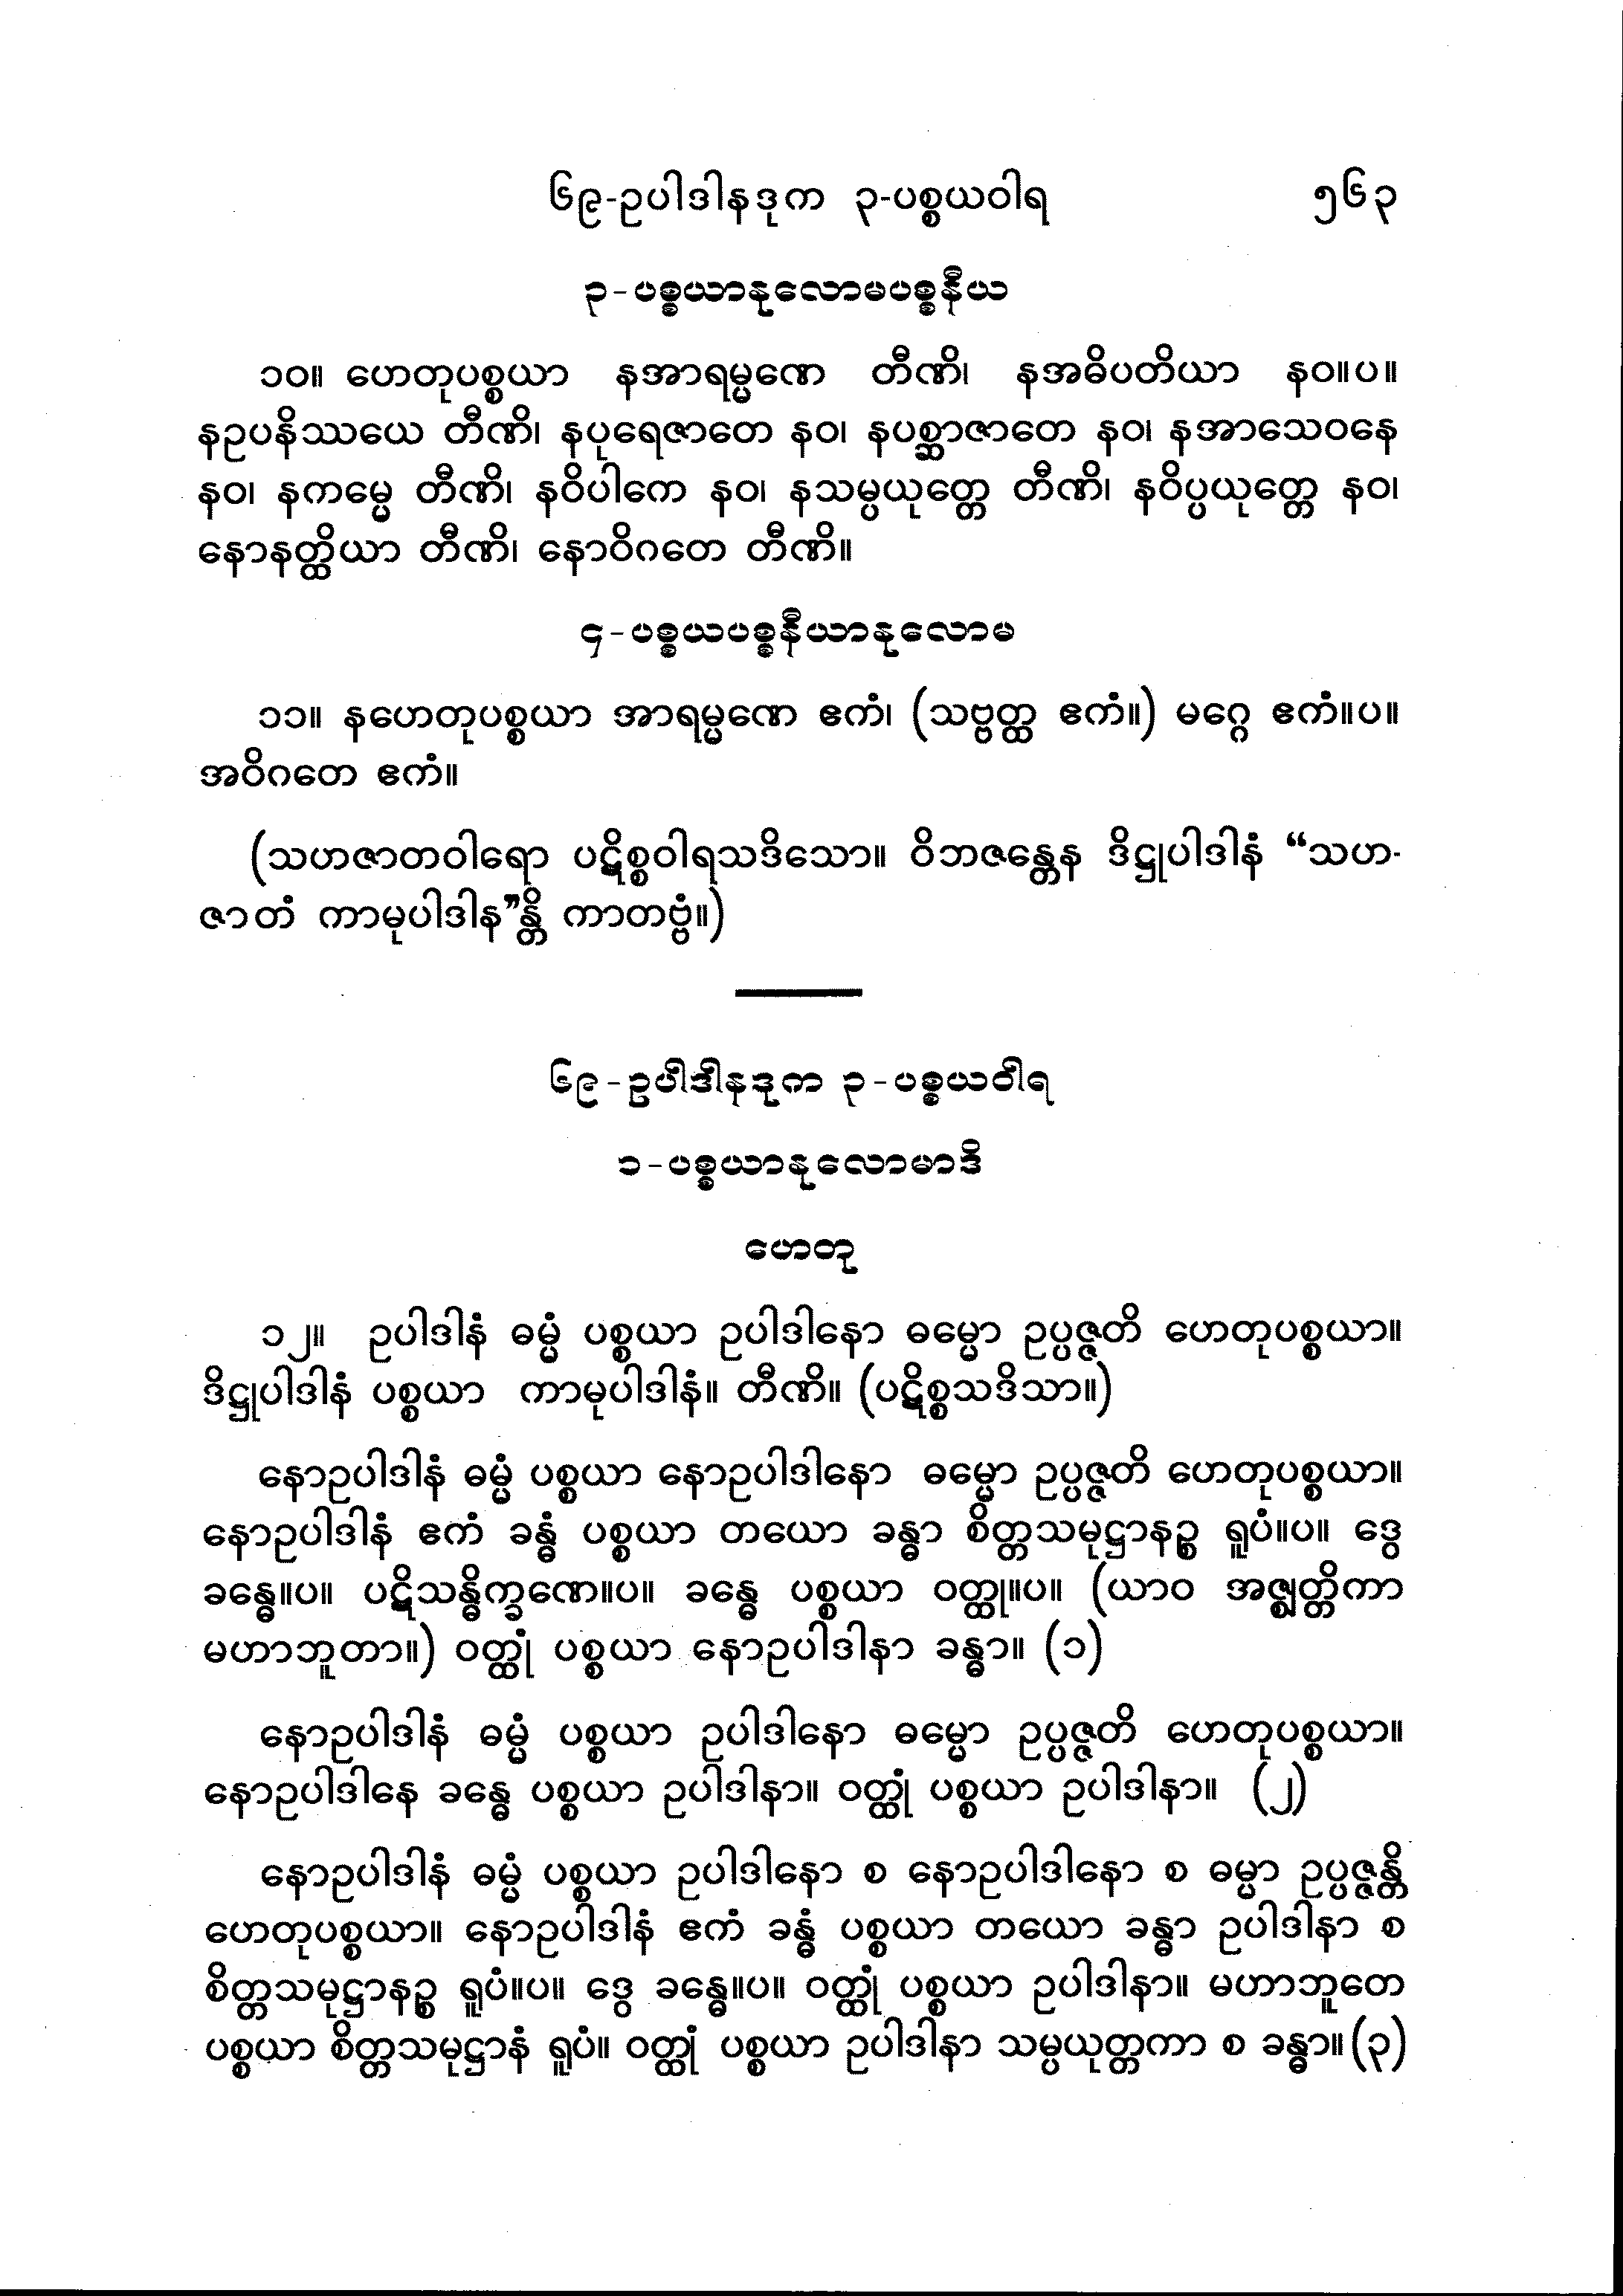 ၆၉-ဥပါဒါနဒုက ၃-ပစ္စယဝါရ ၅၆၃
၃-ပစ္စယာနုလောမပစ္စနီယ
၁၀။ ဟေတုပစ္စယာ နအာရမ္မဏေ တီဏိ၊ နအဓိပတိယာ နဝ။ပ။
နဥပနိဿယေ တီဏိ၊ နပုရေဇာတေ နဝ၊ နပစ္ဆာဇာတေ နဝ၊ နအာသေဝနေ
နဝ၊ နကမ္မေ တီဏိ၊ နဝိပါကေ နဝ၊ နသမ္ပယုတ္တေ တီဏိ၊ နဝိပ္ပယုတ္တေ နဝ၊
နောနတ္ထိယာ တီဏိ၊ နောဝိဂတေ တီဏိ။
၄-ပစ္စယပစ္စနီယာနုလောမ
၁၁။ နဟေတုပစ္စယာ အာရမ္မဏေ ဧကံ၊ (သဗ္ဗတ္ထ ဧကံ။) မဂ္ဂေ ဧကံ။ပ။
အဝိဂတေ ဧကံ။
(သဟဇာတဝါရော ပဋိစ္စဝါရသဒိသော။ ဝိဘဇန္တေန ဒိဋ္ဌုပါဒါနံ “သဟ-
ဇာတံ ကာမုပါဒါန”န္တိ ကာတဗ္ဗံ။)
၆၉-ဥပါဒါနဒုက ၃-ပစ္စယဝါရ
၁-ပစ္စယာနုလောမာဒိ
ဟေတု
၁၂။ ဥပါဒါနံ ဓမ္မံ ပစ္စယာ ဥပါဒါနော ဓမ္မော ဥပ္ပဇ္ဇတိ ဟေတုပစ္စယာ။
ဒိဋ္ဌုပါဒါနံ ပစ္စယာ ကာမုပါဒါနံ။ တီဏိ။ (ပဋိစ္စသဒိသာ။)
နောဥပါဒါနံ ဓမ္မံ ပစ္စယာ နောဥပါဒါနော ဓမ္မော ဥပ္ပဇ္ဇတိ ဟေတုပစ္စယာ။
နောဥပါဒါနံ ဧကံ ခန္ဓံ ပစ္စယာ တယော ခန္ဓာ စိတ္တသမုဋ္ဌာနဉ္စ ရူပံ။ပ။ ဒွေ
ခန္ဓေ။ပ။ ပဋိသန္ဓိက္ခဏေ။ပ။ ခန္ဓေ ပစ္စယာ ဝတ္ထု။ပ။ (ယာဝ အဇ္ဈတ္တိကာ
မဟာဘူတာ။) ဝတ္ထုံ ပစ္စယာ နောဥပါဒါနာ ခန္ဓာ။ (၁)
နောဥပါဒါနံ ဓမ္မံ ပစ္စယာ ဥပါဒါနော ဓမ္မော ဥပ္ပဇ္ဇတိ ဟေတုပစ္စယာ။
နောဥပါဒါနေ ခန္ဓေ ပစ္စယာ ဥပါဒါနာ။ ဝတ္ထုံ ပစ္စယာ ဥပါဒါနာ။ (၂)
နောဥပါဒါနံ ဓမ္မံ ပစ္စယာ ဥပါဒါနော စ နောဥပါဒါနော စ ဓမ္မာ ဥပ္ပဇ္ဇန္တိ
ဟေတုပစ္စယာ။ နောဥပါဒါနံ ဧကံ ခန္ဓံ ပစ္စယာ တယော ခန္ဓာ ဥပါဒါနာ စ
စိတ္တသမုဋ္ဌာနဉ္စ ရူပံ။ပ။ ဒွေ ခန္ဓေ။ပ။ ဝတ္ထုံ ပစ္စယာ ဥပါဒါနာ။ မဟာဘူတေ
ပစ္စယာ စိတ္တသမုဋ္ဌာနံ ရူပံ။ ဝတ္ထုံ ပစ္စယာ ဥပါဒါနာ သမ္ပယုတ္တကာ စ ခန္ဓာ။ (၃)